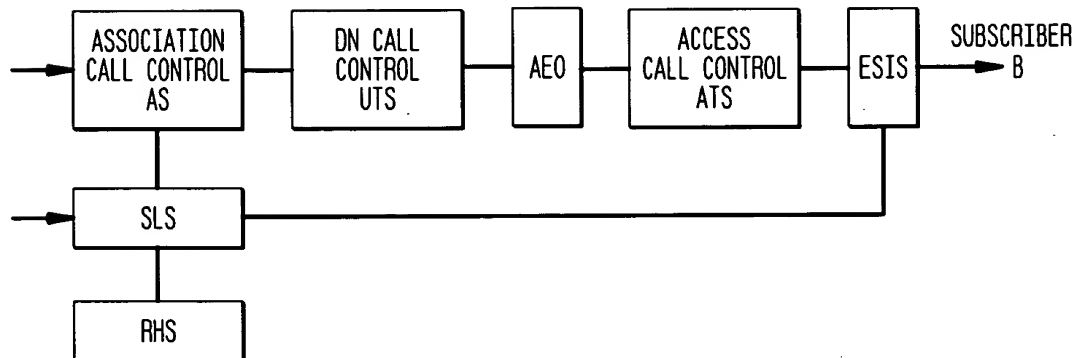 ASSOCIATION
CALL CONTROL
AS
DN CALL
CONTROL
UTS
AEO
ACCESS
CALL CONTROL
ATS
ESIS
SUBSCRIBER
B
SLS
RHS